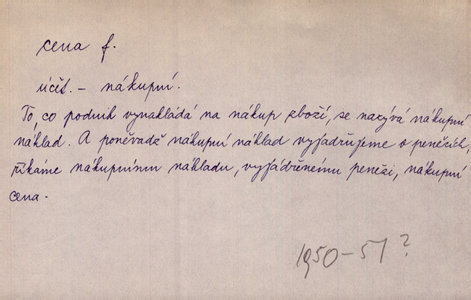 cena f.
účet. – nákupní.
To, co podnik vynakládá na nákup zboží, se nazývá nákupní
náklad. A poněvadž nákupní náklad vyjadřujeme v penězích,
říkáme nákupnímu nákladu, vyjádřenému penězi, nákupní
cena.
1950–51?